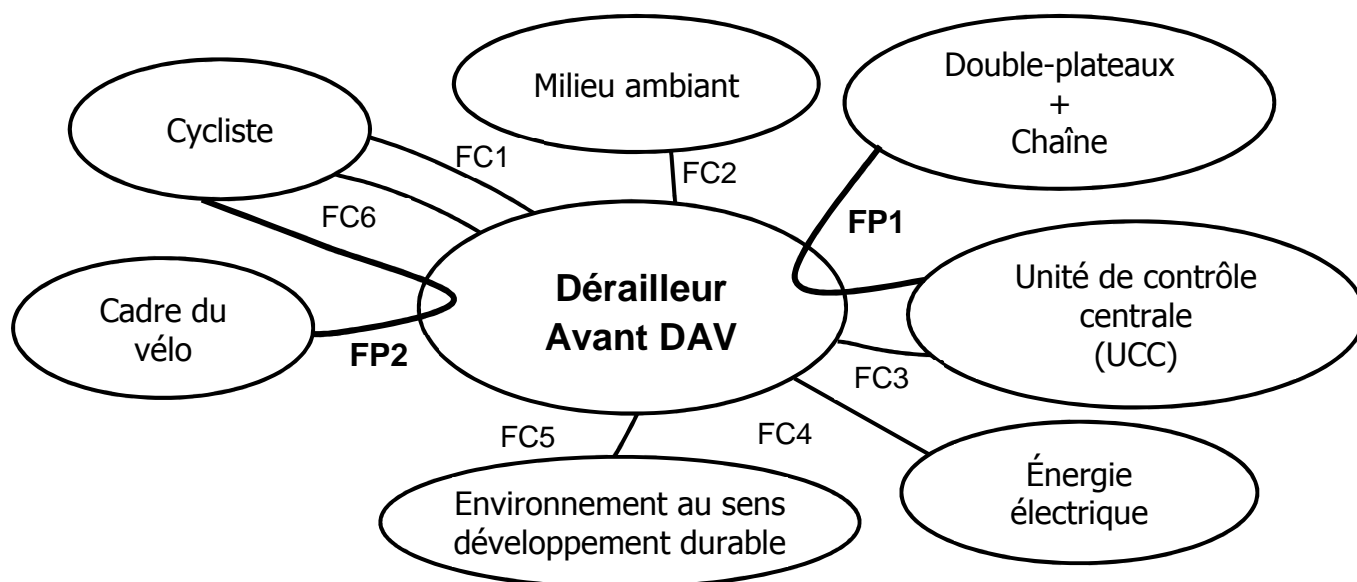 Cycliste
Milieu ambiant
Double-plateaux
+
Chaîne
FC1
FC2
FC6
FP1
Cadre du
vélo
FP2
Dérailleur
Avant DAV
Unité de contrôle
centrale
(UCC)
FC3
FC5
FC4
Environnement au sens
développement durable
Énergie
électrique